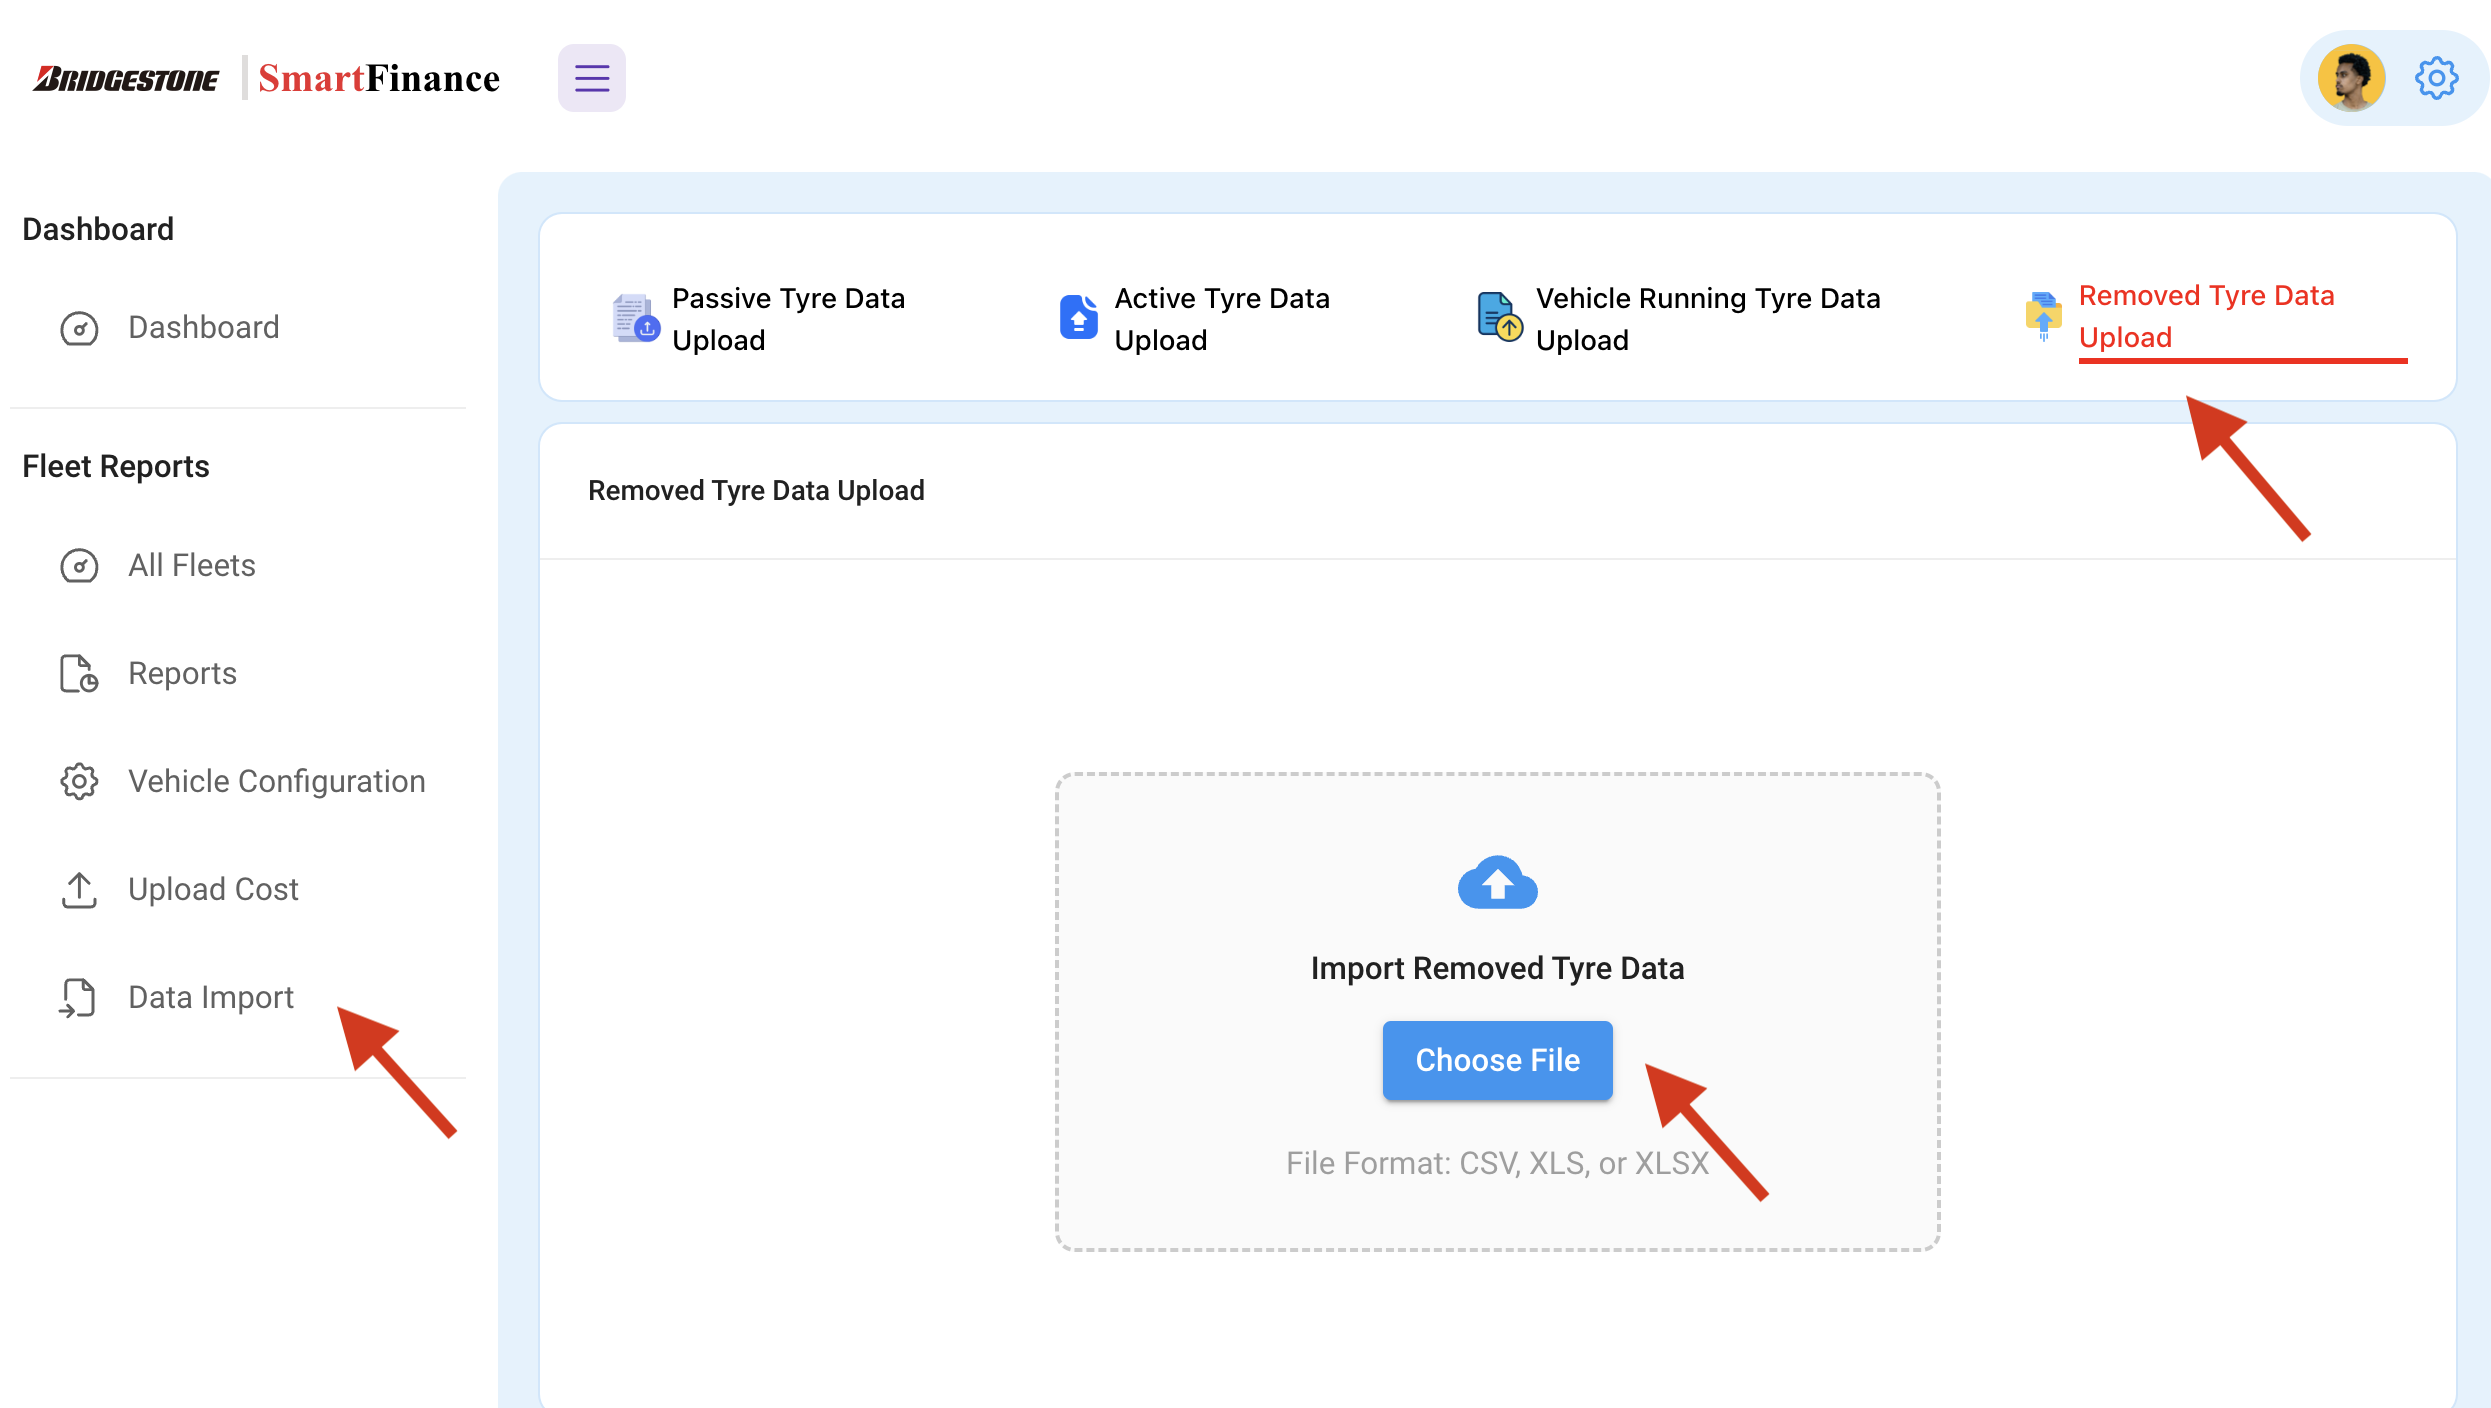 BRIDGESTONE | SmartFinance
Dashboard
Dashboard
Fleet Reports
All Fleets
Reports
Vehicle Configuration
Upload Cost
Data Import
Passive Tyre Data
Upload
Active Tyre Data
Upload
Vehicle Running Tyre Data
Upload
Removed Tyre Data
Upload
Removed Tyre Data Upload
Import Removed Tyre Data
Choose File
File Format: CSV, XLS, or XLSX